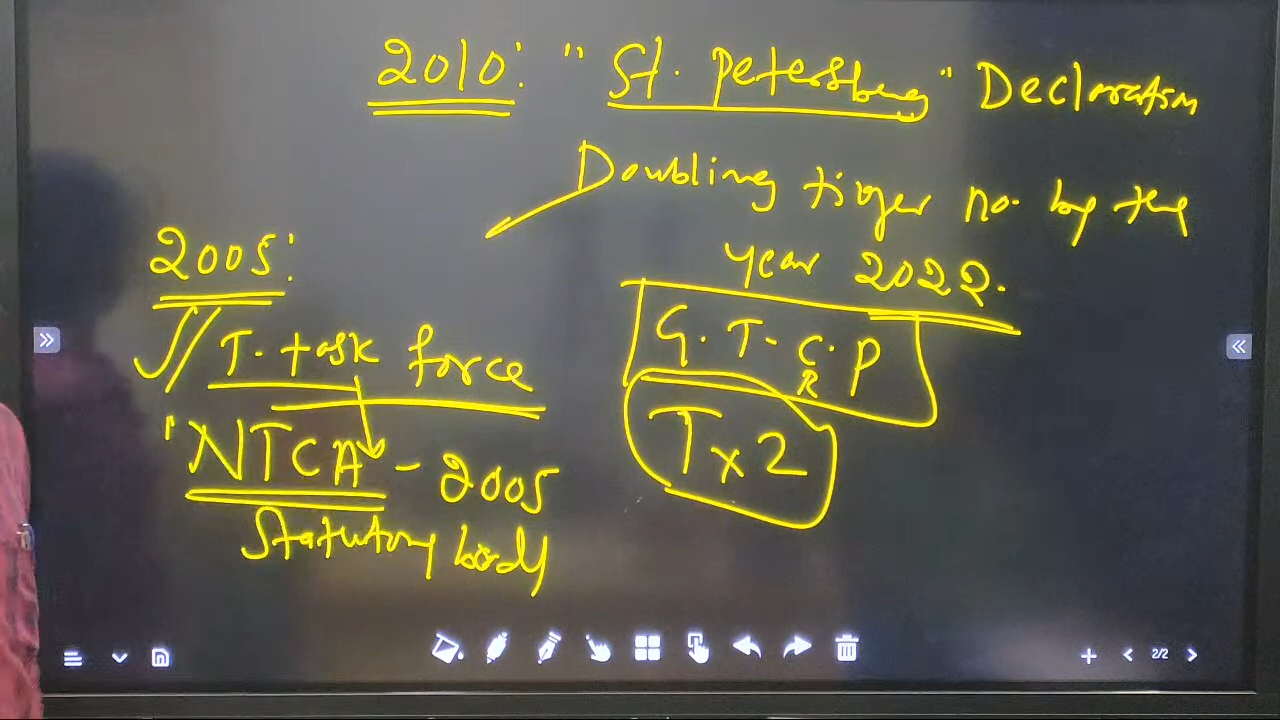 2010: "St. Petersburg" Declaration
Doubling tiger no. by the
year 2022.
G.T.C.P
R
Tx2
2005:
T. task force
'NTCA - 2005
Statutory body
2/2